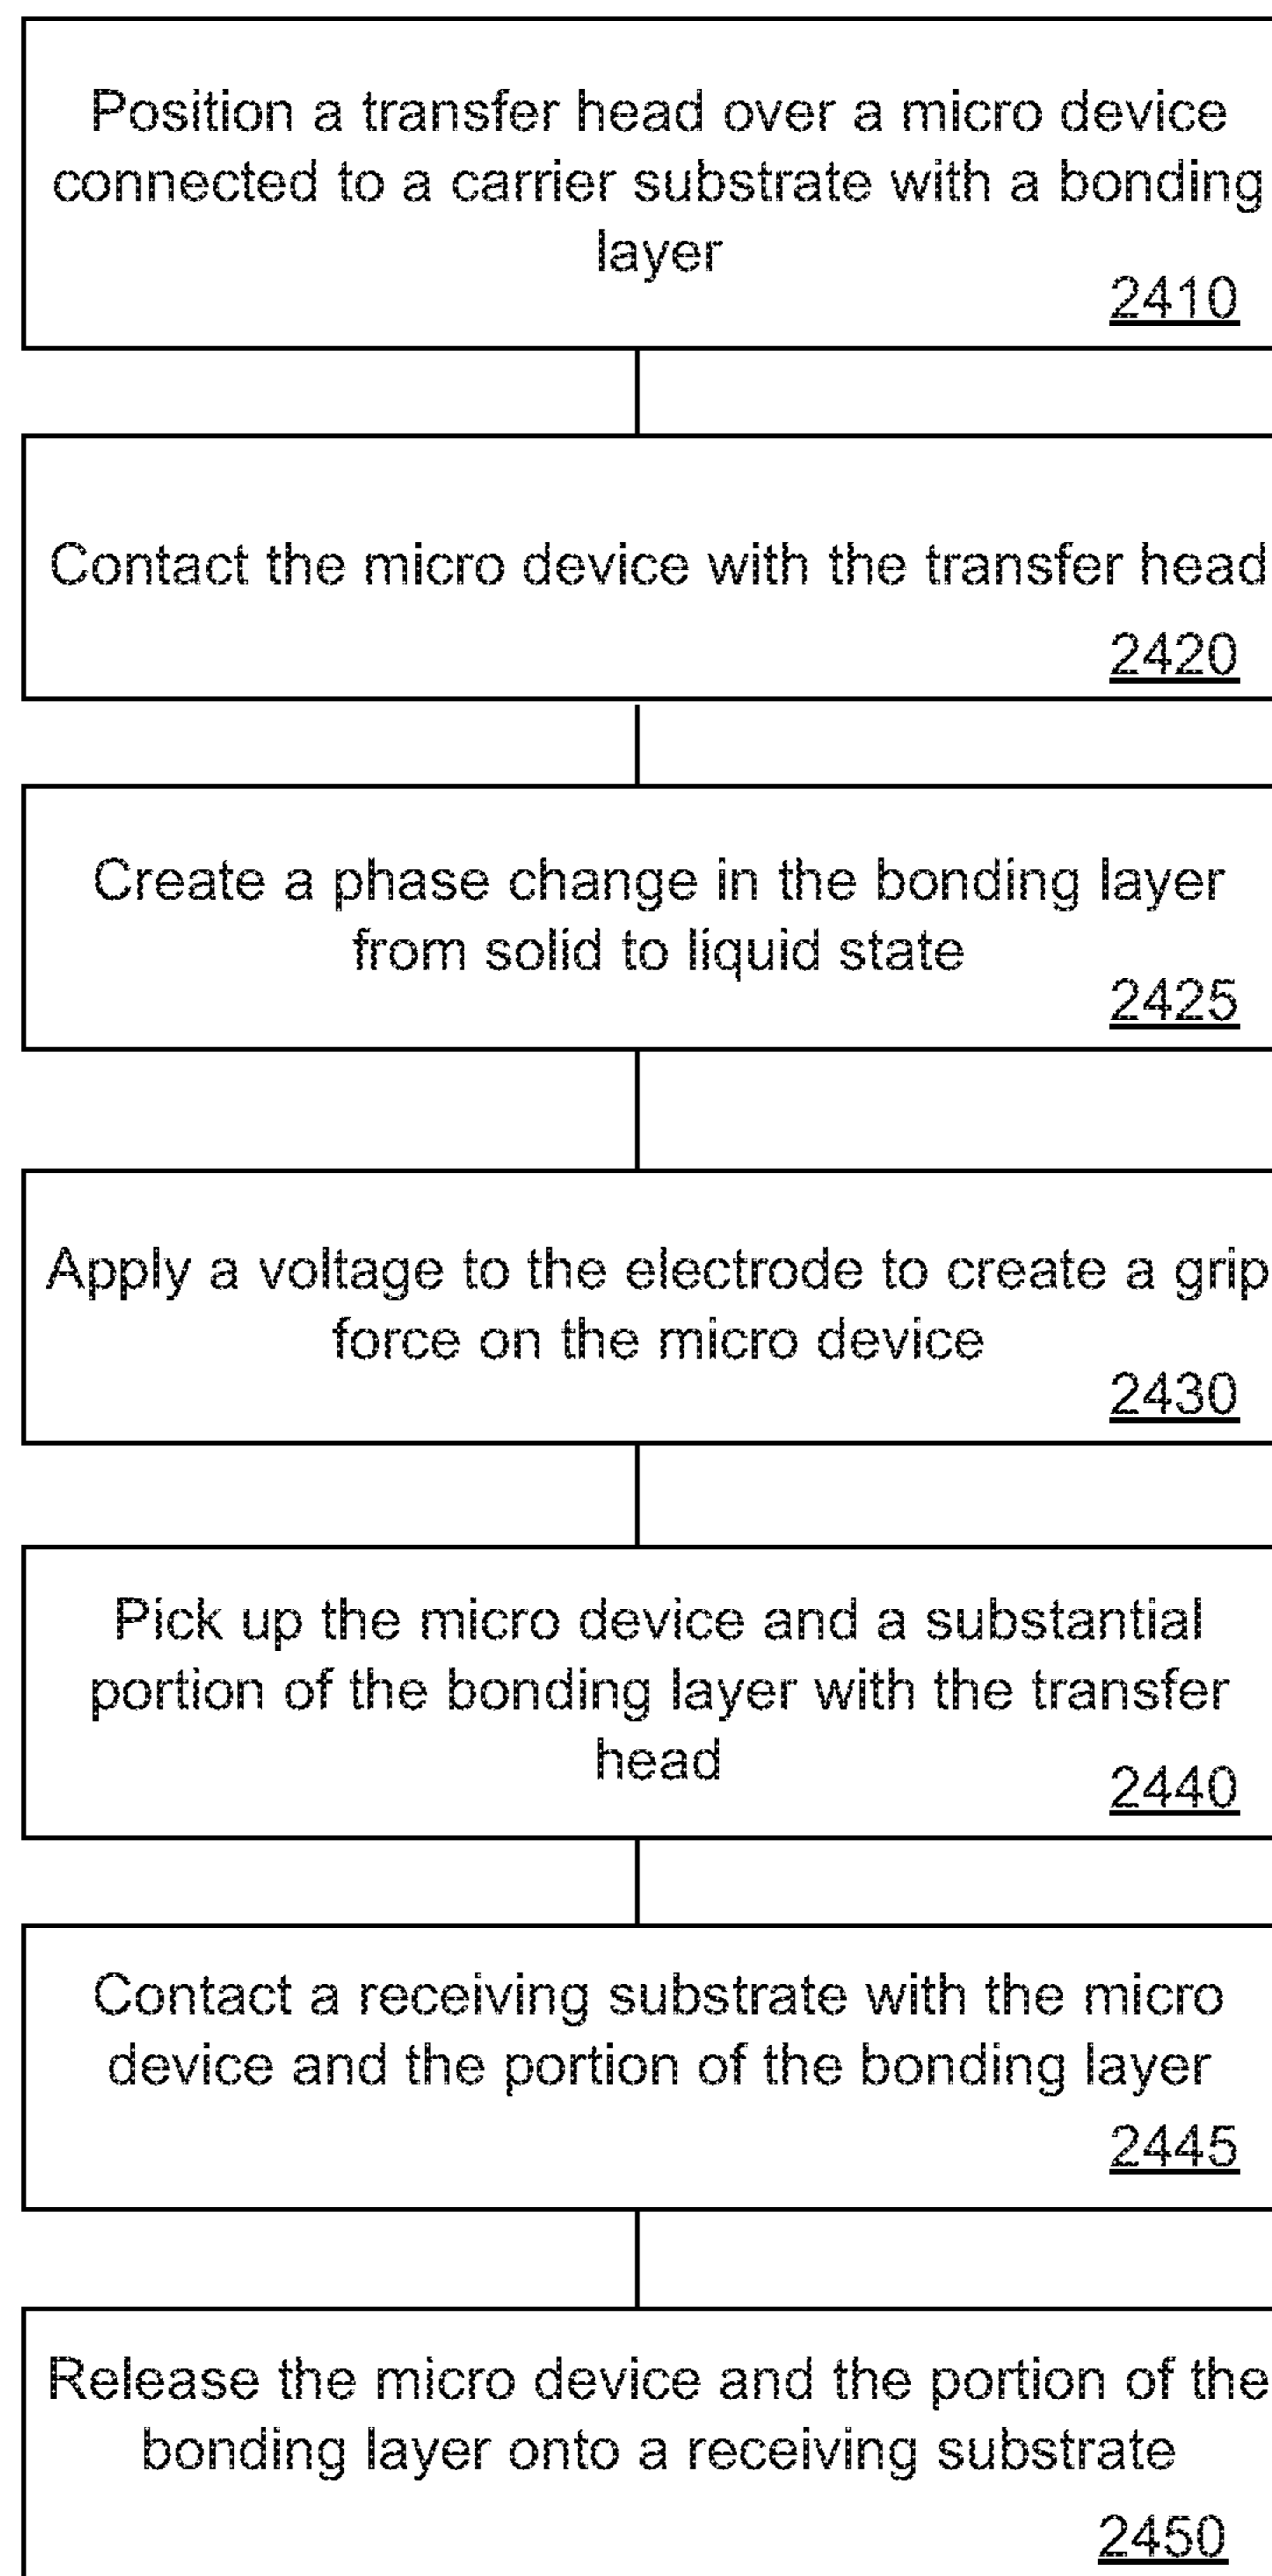 Position a transfer head over a micro device
connected to a carrier substrate with a bonding
layer
2410
Contact the micro device with the transfer head
2420
Create a phase change in the bonding layer
from solid to liquid state
2425
Apply a voltage to the electrode to create a grip
force on the micro device
2430
Pick up the micro device and a substantial
portion of the bonding layer with the transfer
head
2440
Contact a receiving substrate with the micro
device and the portion of the bonding layer
2445
Release the micro device and the portion of the
bonding layer onto a receiving substrate
2450